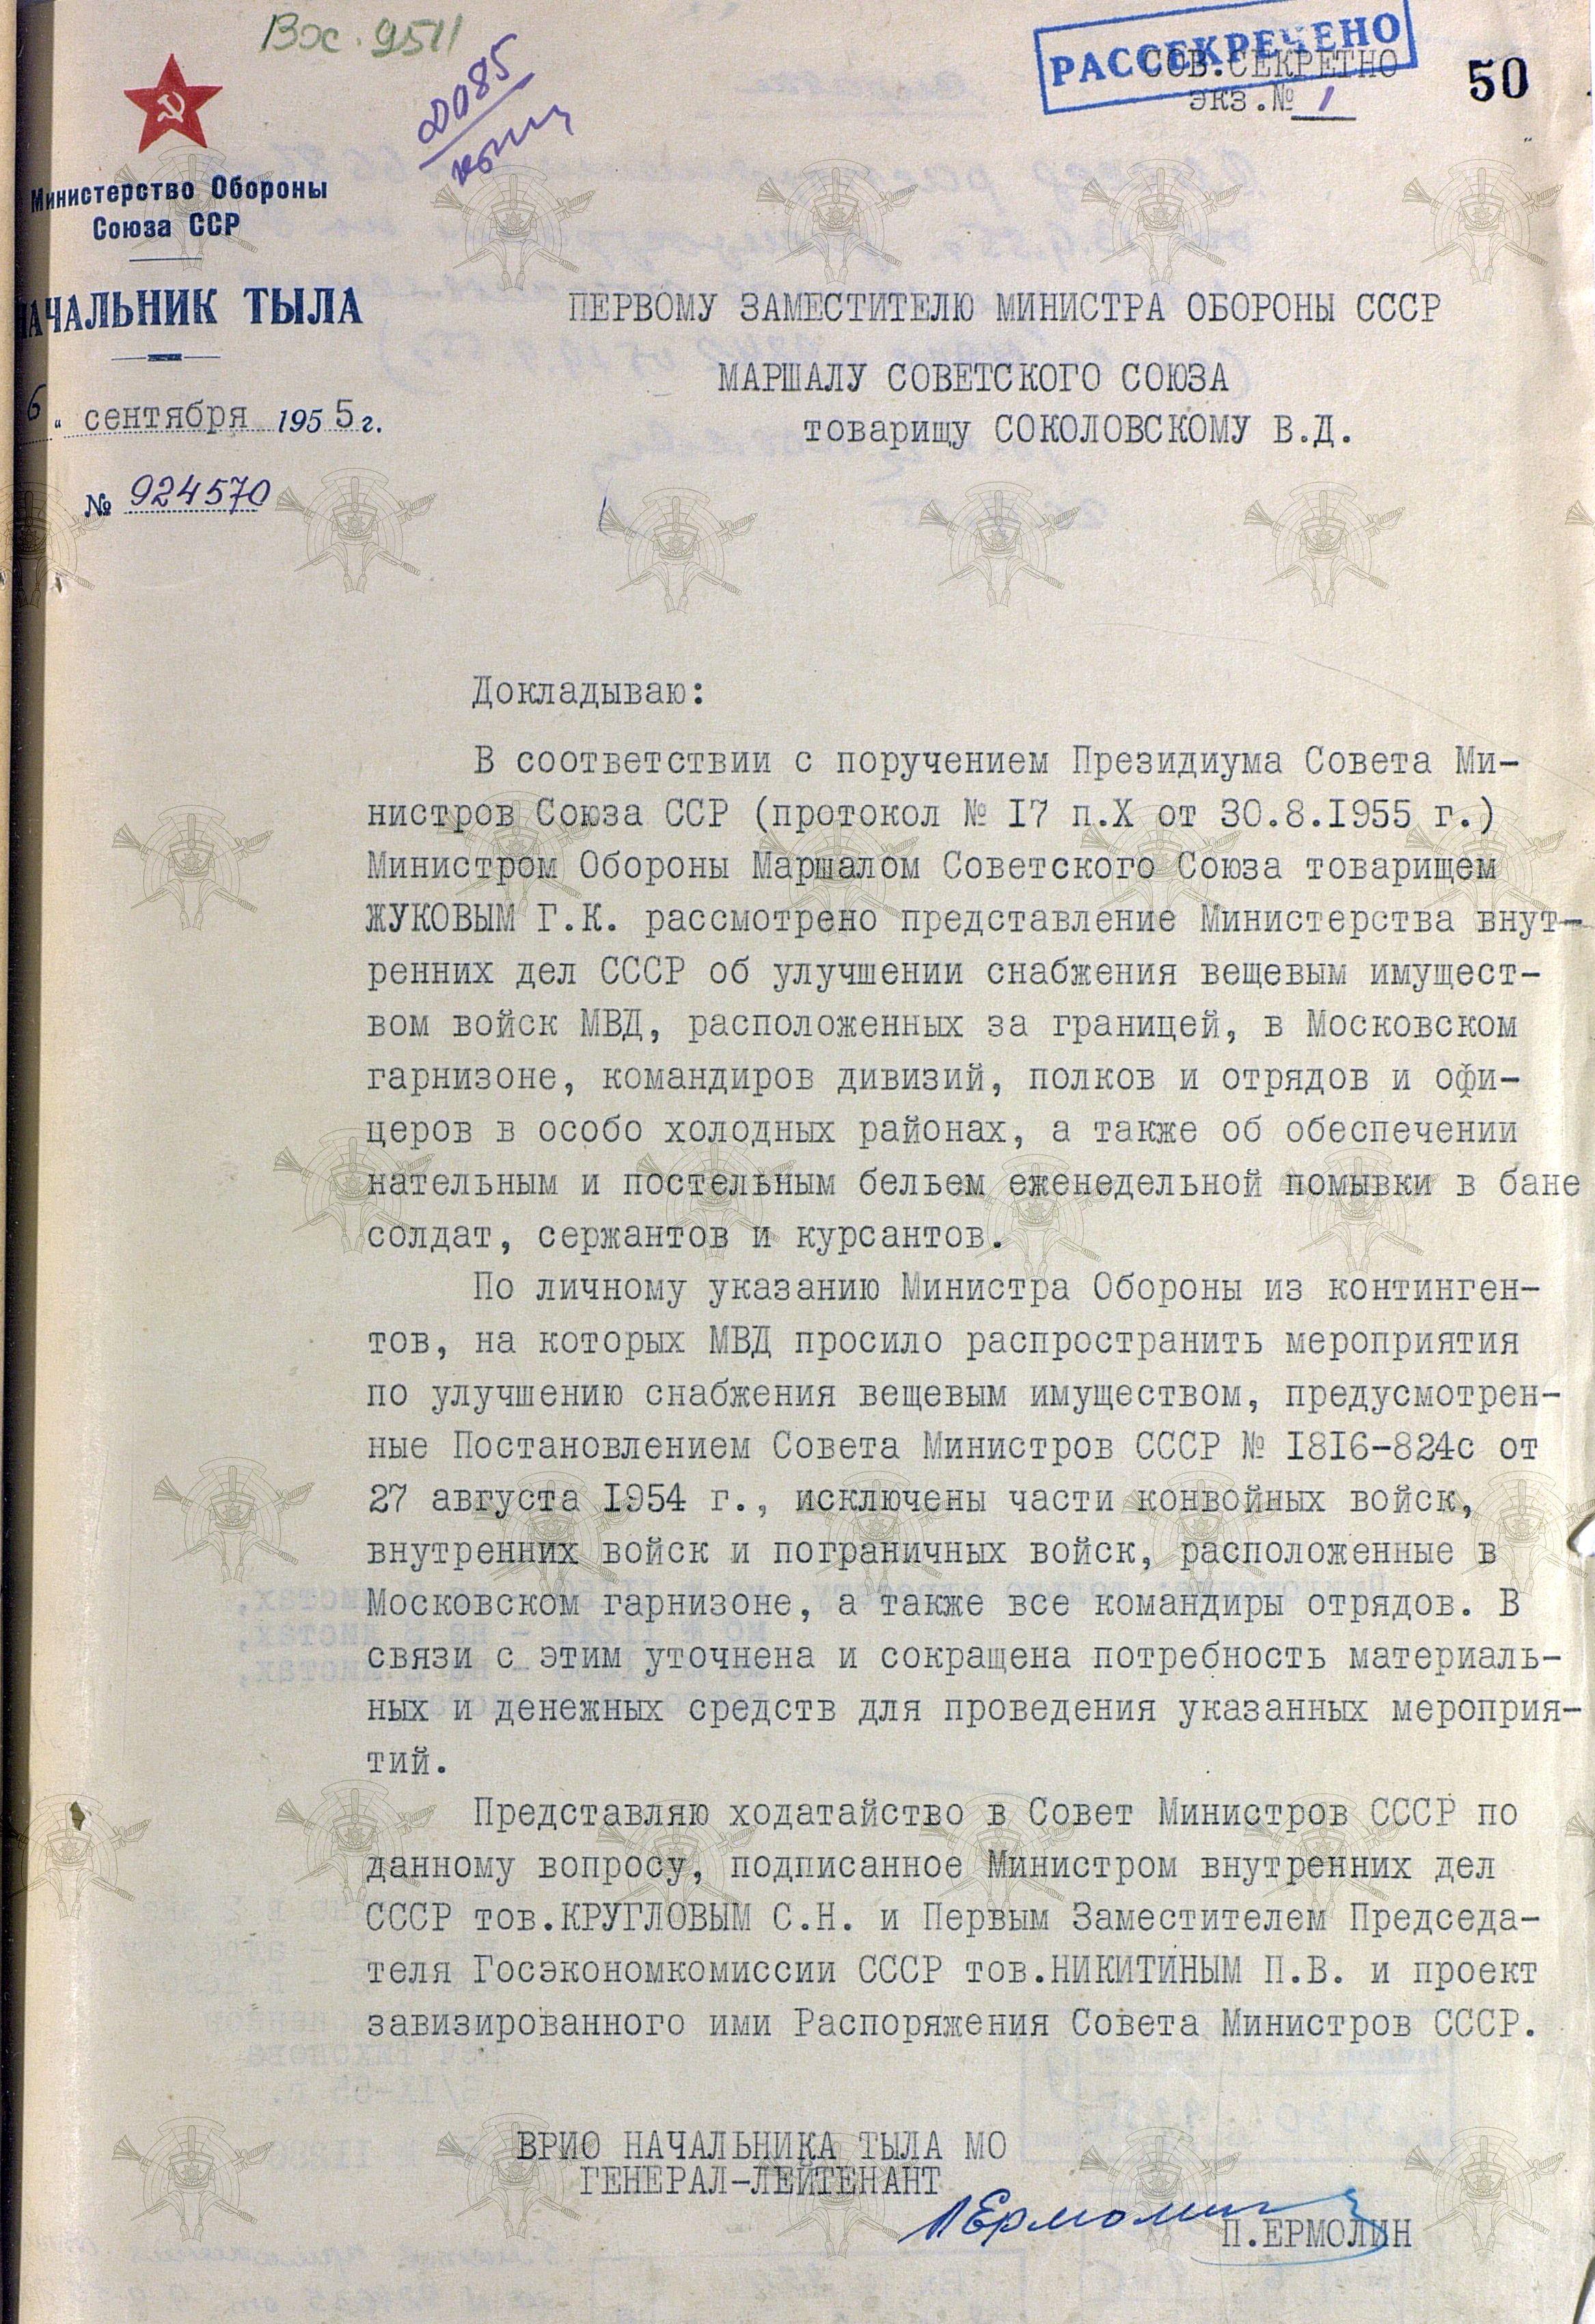 Вос. 9511
РАССЕКРЕЧЕНО
СОВ.СЕКРЕТНО
экз.№ 1
50
Министерство Обороны
Союза ССР
НАЧАЛЬНИК ТЫЛА
6 " сентября 1955 г.
№ 924570
ПЕРВОМУ ЗАМЕСТИТЕЛЮ МИНИСТРА ОБОРОНЫ СССР
МАРШАЛУ СОВЕТСКОГО СОЮЗА
товарищу СОКОЛОВСКОМУ В.Д.
Докладываю:
В соответствии с поручением Президиума Совета Ми-
нистров Союза ССР (протокол № I7 п.X от 30.8.I955 г.)
Министром Обороны Маршалом Советского Союза товарищем
ЖУКОВЫМ Г.К. рассмотрено представление Министерства внут-
ренних дел СССР об улучшении снабжения вещевым имущест-
вом войск МВД, расположенных за границей, в Московском
гарнизоне, командиров дивизий, полков и отрядов и офи-
церов в особо холодных районах, а также об обеспечении
нательным и постельным бельем еженедельной помывки в бане
солдат, сержантов и курсантов.
По личному указанию Министра Обороны из континген-
тов, на которых МВД просило распространить мероприятия
по улучшению снабжения вещевым имуществом, предусмотрен-
ные Постановлением Совета Министров СССР № I8I6-824с от
27 августа I954 г., исключены части конвойных войск,
внутренних войск и пограничных войск, расположенные в
Московском гарнизоне, а также все командиры отрядов. В
связи с этим уточнена и сокращена потребность материаль-
ных и денежных средств для проведения указанных мероприя-
тий.
Представляю ходатайство в Совет Министров СССР по
данному вопросу, подписанное Министром внутренних дел
СССР тов.КРУГЛОВЫМ С.Н. и Первым Заместителем Председа-
теля Госэкономкомиссии СССР тов.НИКИТИНЫМ П.В. и проект
завизированного ими Распоряжения Совета Министров СССР.
ВРИО НАЧАЛЬНИКА ТЫЛА МО
ГЕНЕРАЛ-ЛЕЙТЕНАНТ
П.ЕРМОЛИН